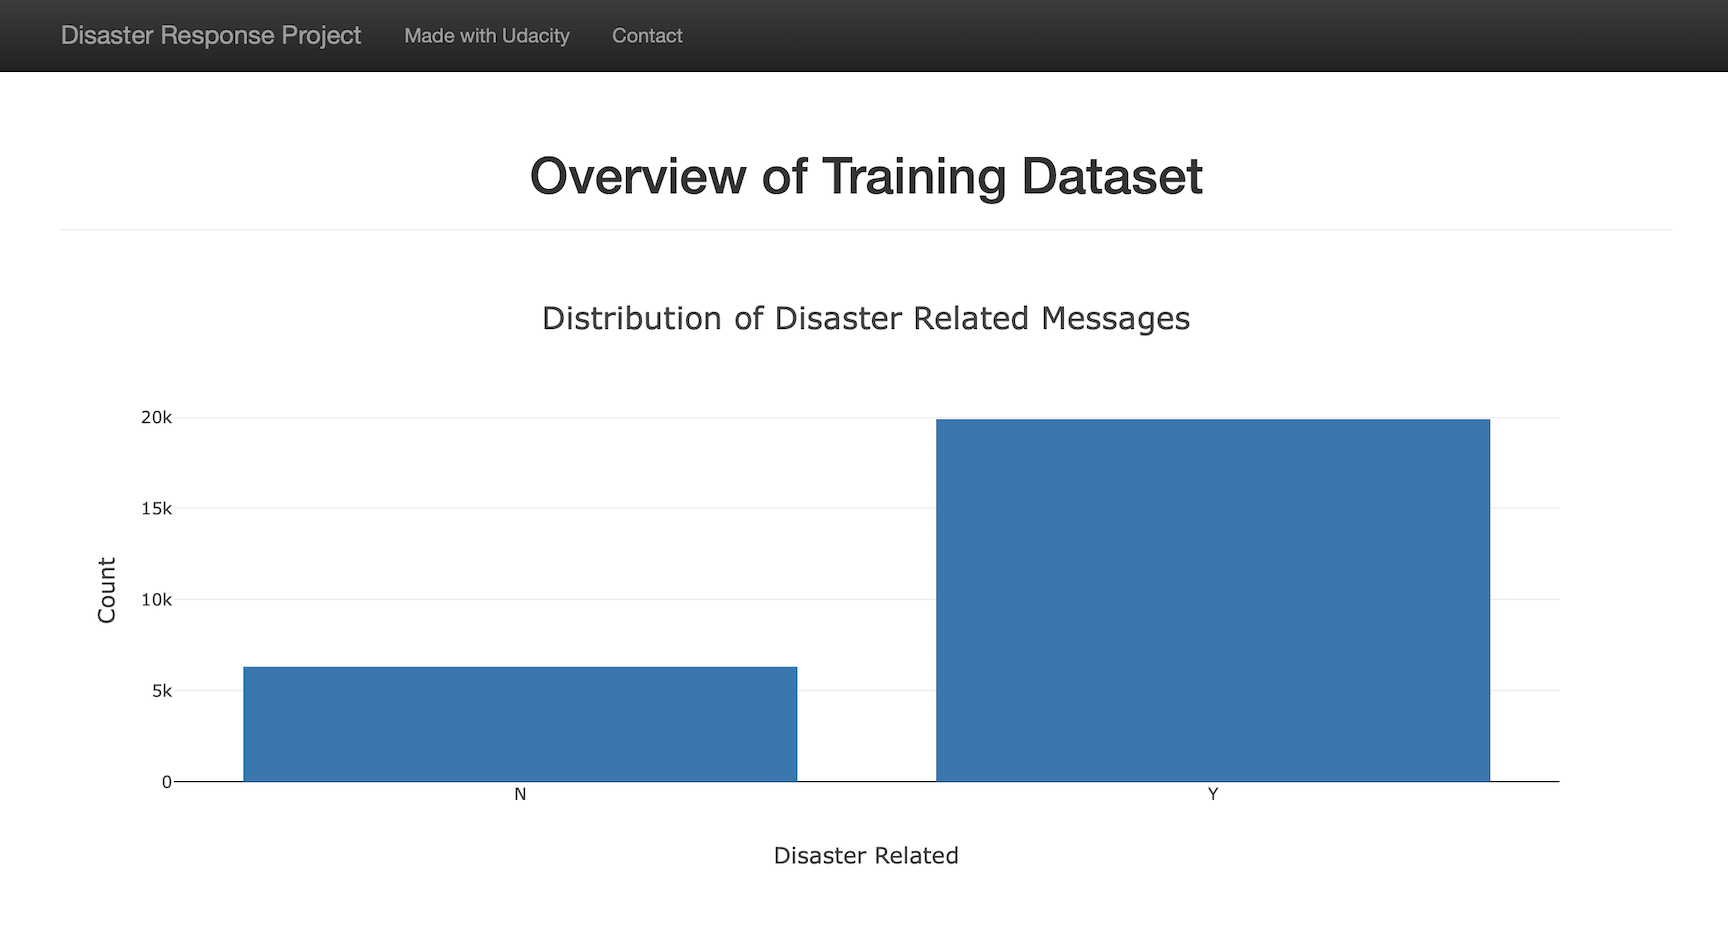 Disaster Response Project Made with Udacity Contact
Overview of Training Dataset
Distribution of Disaster Related Messages
20k
15k
10k
5k
0
Count
N Y
Disaster Related